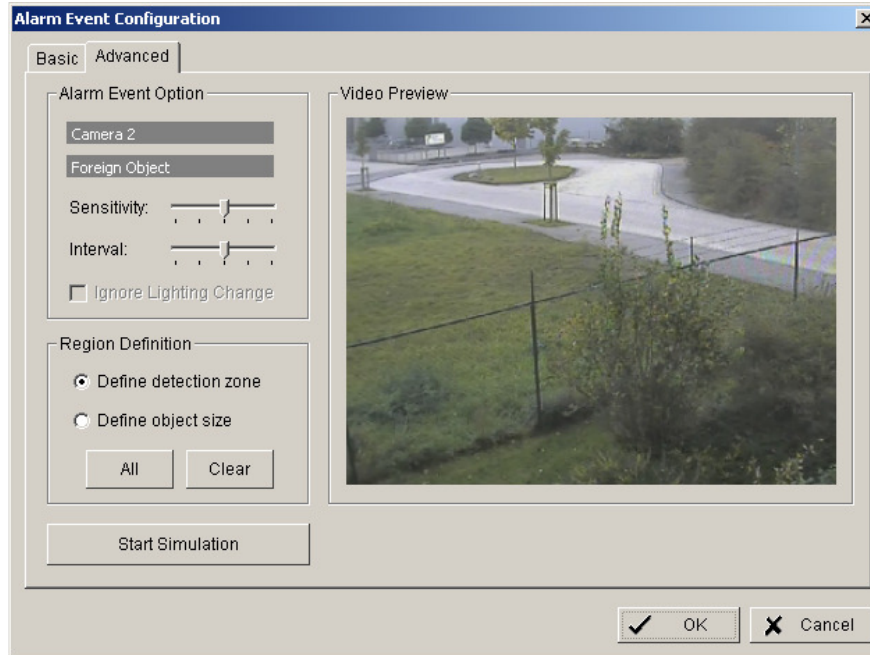 Alarm Event Configuration
Basic
Advanced
Alarm Event Option
Camera 2
Foreign Object
Sensitivity:
Interval:
Ignore Lighting Change
Region Definition
Define detection zone
Define object size
All
Clear
Start Simulation
Video Preview
OK
Cancel